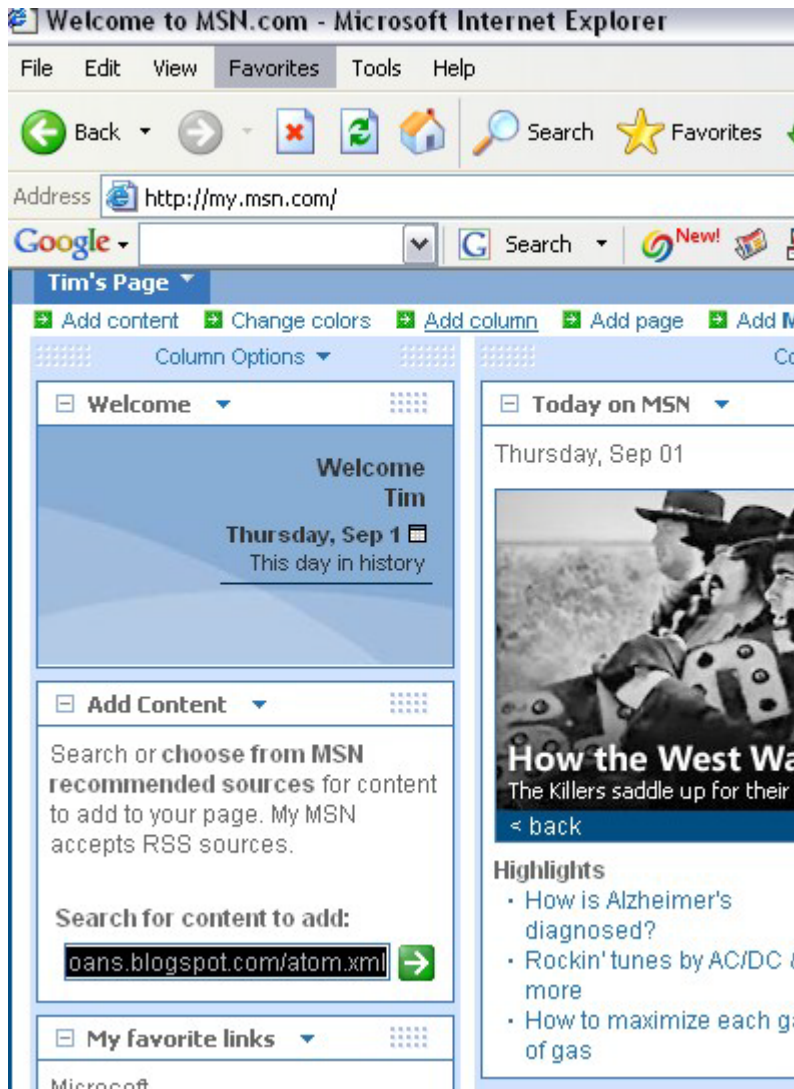 Welcome to MSN.com - Microsoft Internet Explorer
File Edit View Favorites Tools Help
Back Search Favorites
Address http://my.msn.com/
Google Search New!
Tim's Page
Add content Change colors Add column Add page Add
Column Options
Welcome
Welcome
Tim
Thursday, Sep 1
This day in history
Add Content
Search or choose from MSN
recommended sources for content
to add to your page. My MSN
accepts RSS sources.
Search for content to add:
oans.blogspot.com/atom.xml
My favorite links
Microsoft
Today on MSN
Thursday, Sep 01
How the West Wa
The Killers saddle up for their
< back
Highlights
· How is Alzheimer's
diagnosed?
· Rockin' tunes by AC/DC &
more
· How to maximize each ga
of gas